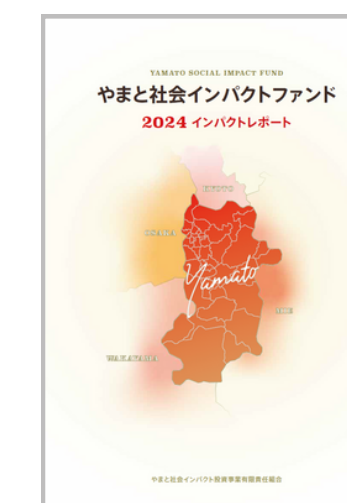 YAMATO SOCIAL IMPACT FUND
やまと社会インパクトファンド
2024 インパクトレポート
KYOTO
OSAKA
Yamato
MIE
WAKAYAMA
やまと社会インパクト投資事業有限責任組合